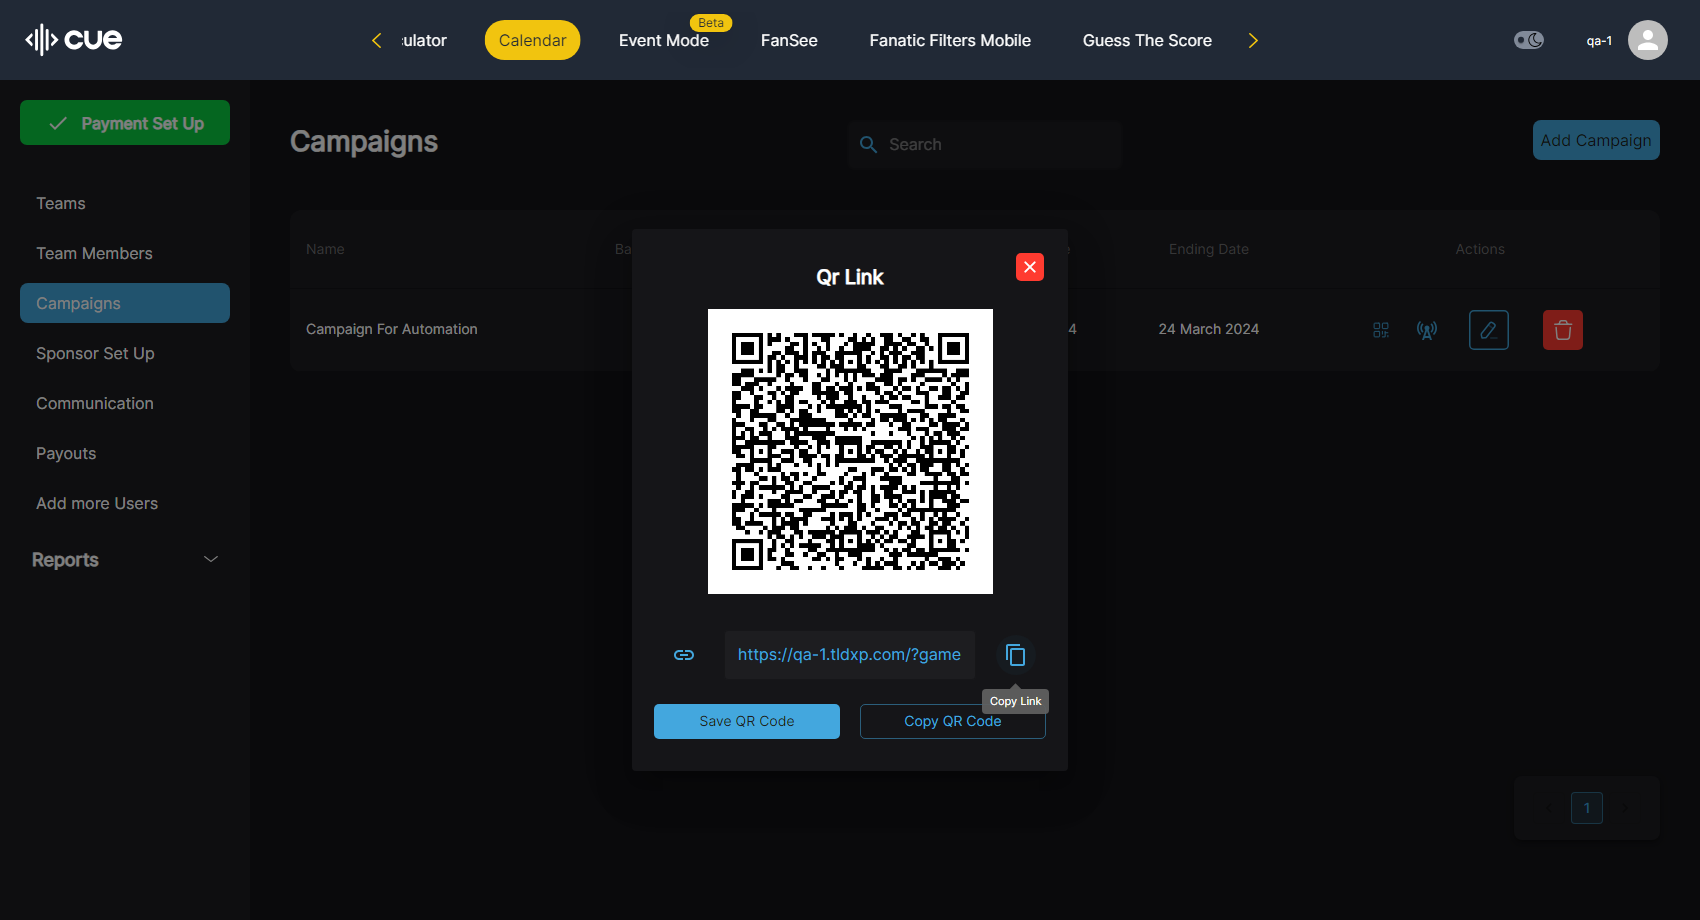 cue
ulator
Calendar
Event Mode
Beta
FanSee
Fanatic Filters Mobile
Guess The Score
qa-1
Payment Set Up
Teams
Team Members
Campaigns
Sponsor Set Up
Communication
Payouts
Add more Users
Reports
Campaigns
Search
Add Campaign
Name
Ba
Ending Date
Actions
Campaign For Automation
4
24 March 2024
Qr Link
https://qa-1.tldxp.com/?game
Copy Link
Save QR Code
Copy QR Code
1